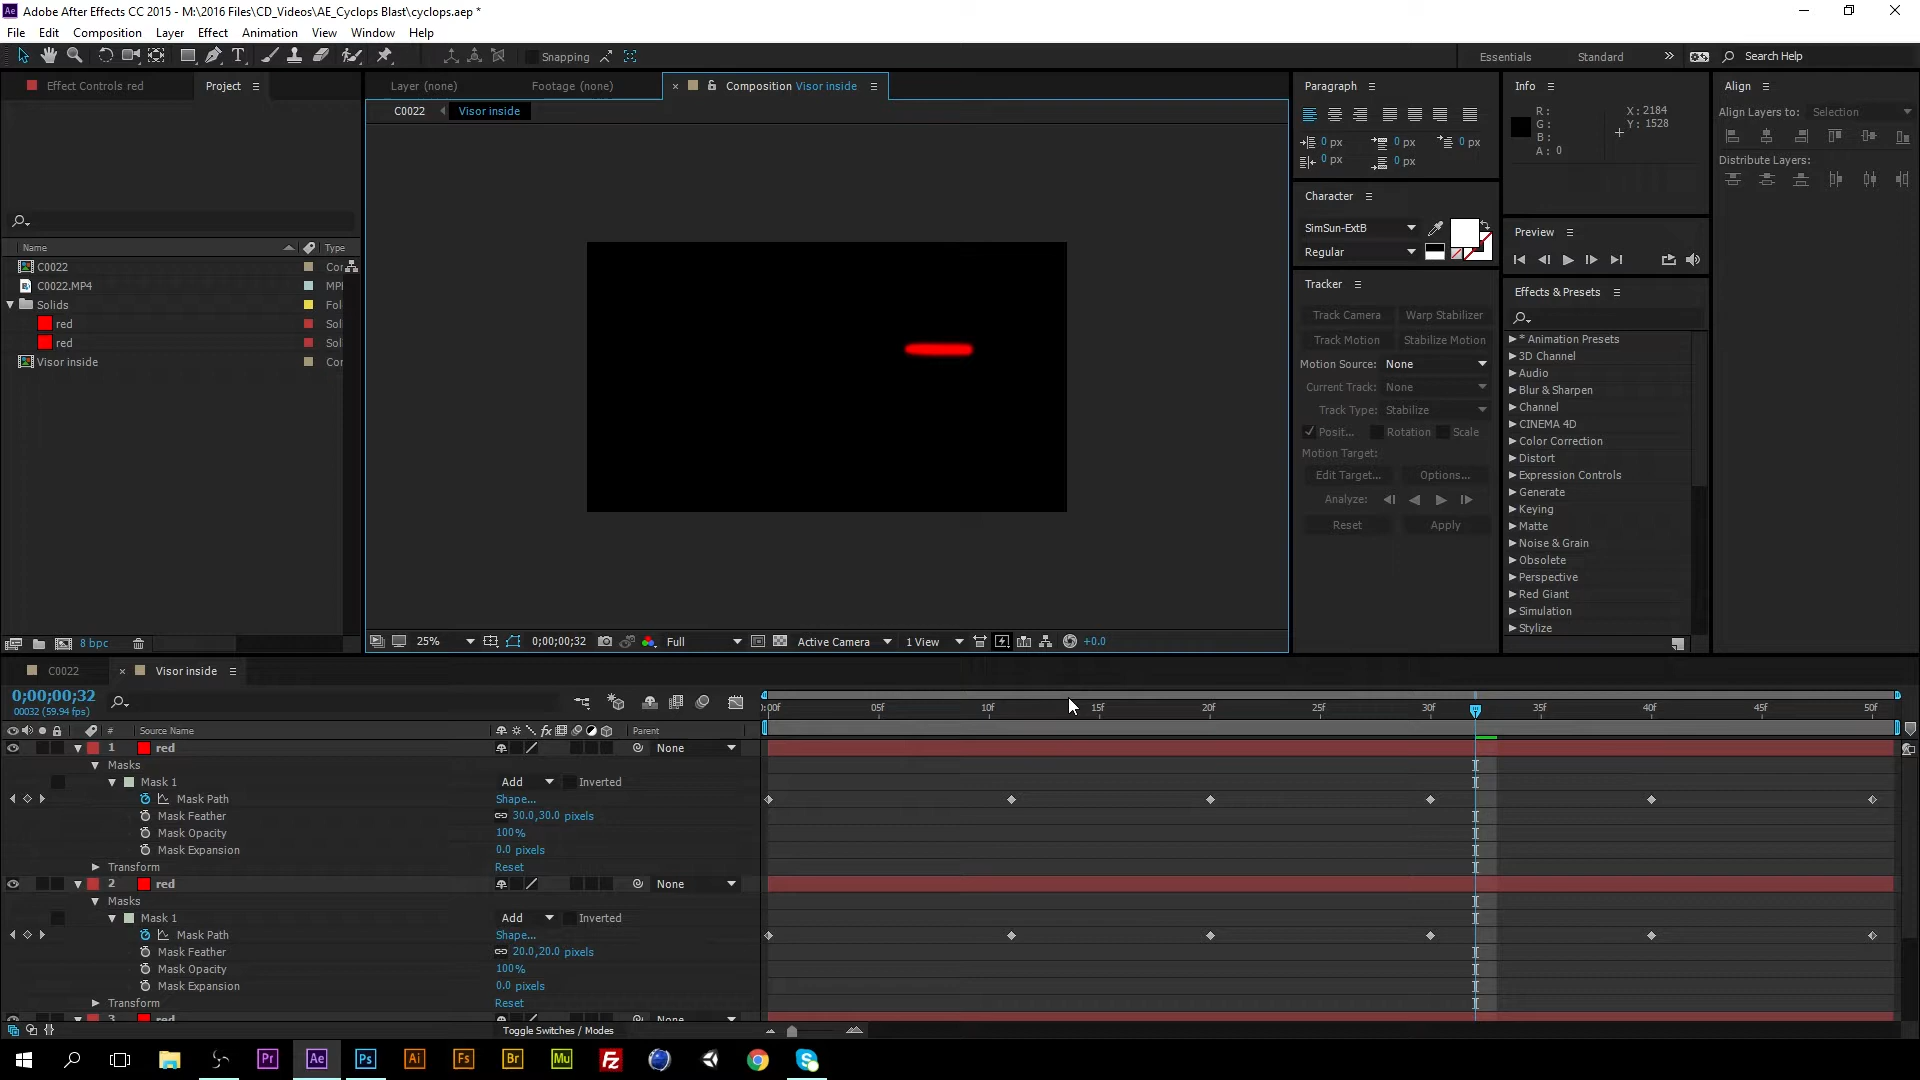 Adobe After Effects CC 2015 - M:\2016 Files\CD_Videos\AE_Cyclops Blast\cyclops.aep *
File Edit Composition Layer Effect Animation View Window Help
Snapping Essentials Standard Search Help
Effect Controls red Project Layer (none) Footage (none) Composition Visor inside Paragraph Info Align
C0022 Visor inside
R: X: 2184
G: Y: 1528
B:
A: 0
Align Layers to: Selection
0 px 0 px 0 px
0 px 0 px
Distribute Layers:
Character
SimSun-ExtB
Regular
Preview
Name Type
C0022 Cor
C0022.MP4 MPI
Solids Fol
red Soli
red Soli
Visor inside Cor
Tracker
Track Camera Warp Stabilizer
Track Motion Stabilize Motion
Motion Source: None
Current Track: None
Track Type: Stabilize
Posit... Rotation Scale
Motion Target:
Edit Target... Options...
Analyze:
Reset Apply
Effects & Presets
* Animation Presets
3D Channel
Audio
Blur & Sharpen
Channel
CINEMA 4D
Color Correction
Distort
Expression Controls
Generate
Keying
Matte
Noise & Grain
Obsolete
Perspective
Red Giant
Simulation
Stylize
8 bpc 25% 0;00;00;32 Full Active Camera 1 View +0.0
C0022 Visor inside
0;00;00;32
00032 (59.94 fps)
05f 10f 15f 20f 25f 30f 35f 40f 45f 50f
# Source Name fx Parent
1 red None
Masks
Mask 1 Add Inverted
Mask Path Shape...
Mask Feather 30.0,30.0 pixels
Mask Opacity 100%
Mask Expansion 0.0 pixels
Transform Reset
2 red None
Masks
Mask 1 Add Inverted
Mask Path Shape...
Mask Feather 20.0,20.0 pixels
Mask Opacity 100%
Mask Expansion 0.0 pixels
Transform Reset
3 red None
Toggle Switches / Modes
Pr Ae Ps Ai Fs Br Mu Fz